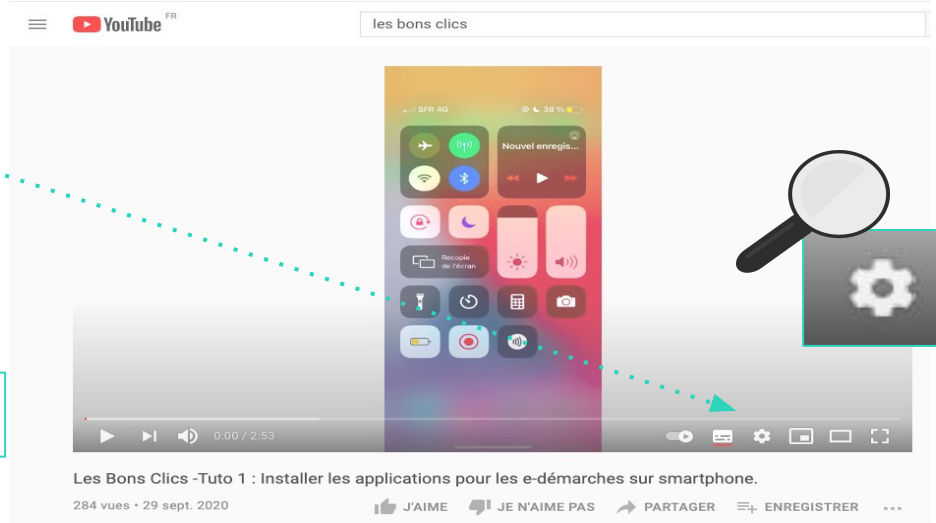 YouTube FR
les bons clics
SFR 4G
38 %
Nouvel enregis...
Recopie
de l'écran
0:00 / 2:53
Les Bons Clics -Tuto 1 : Installer les applications pour les e-démarches sur smartphone.
284 vues • 29 sept. 2020
J'AIME JE N'AIME PAS PARTAGER ENREGISTRER